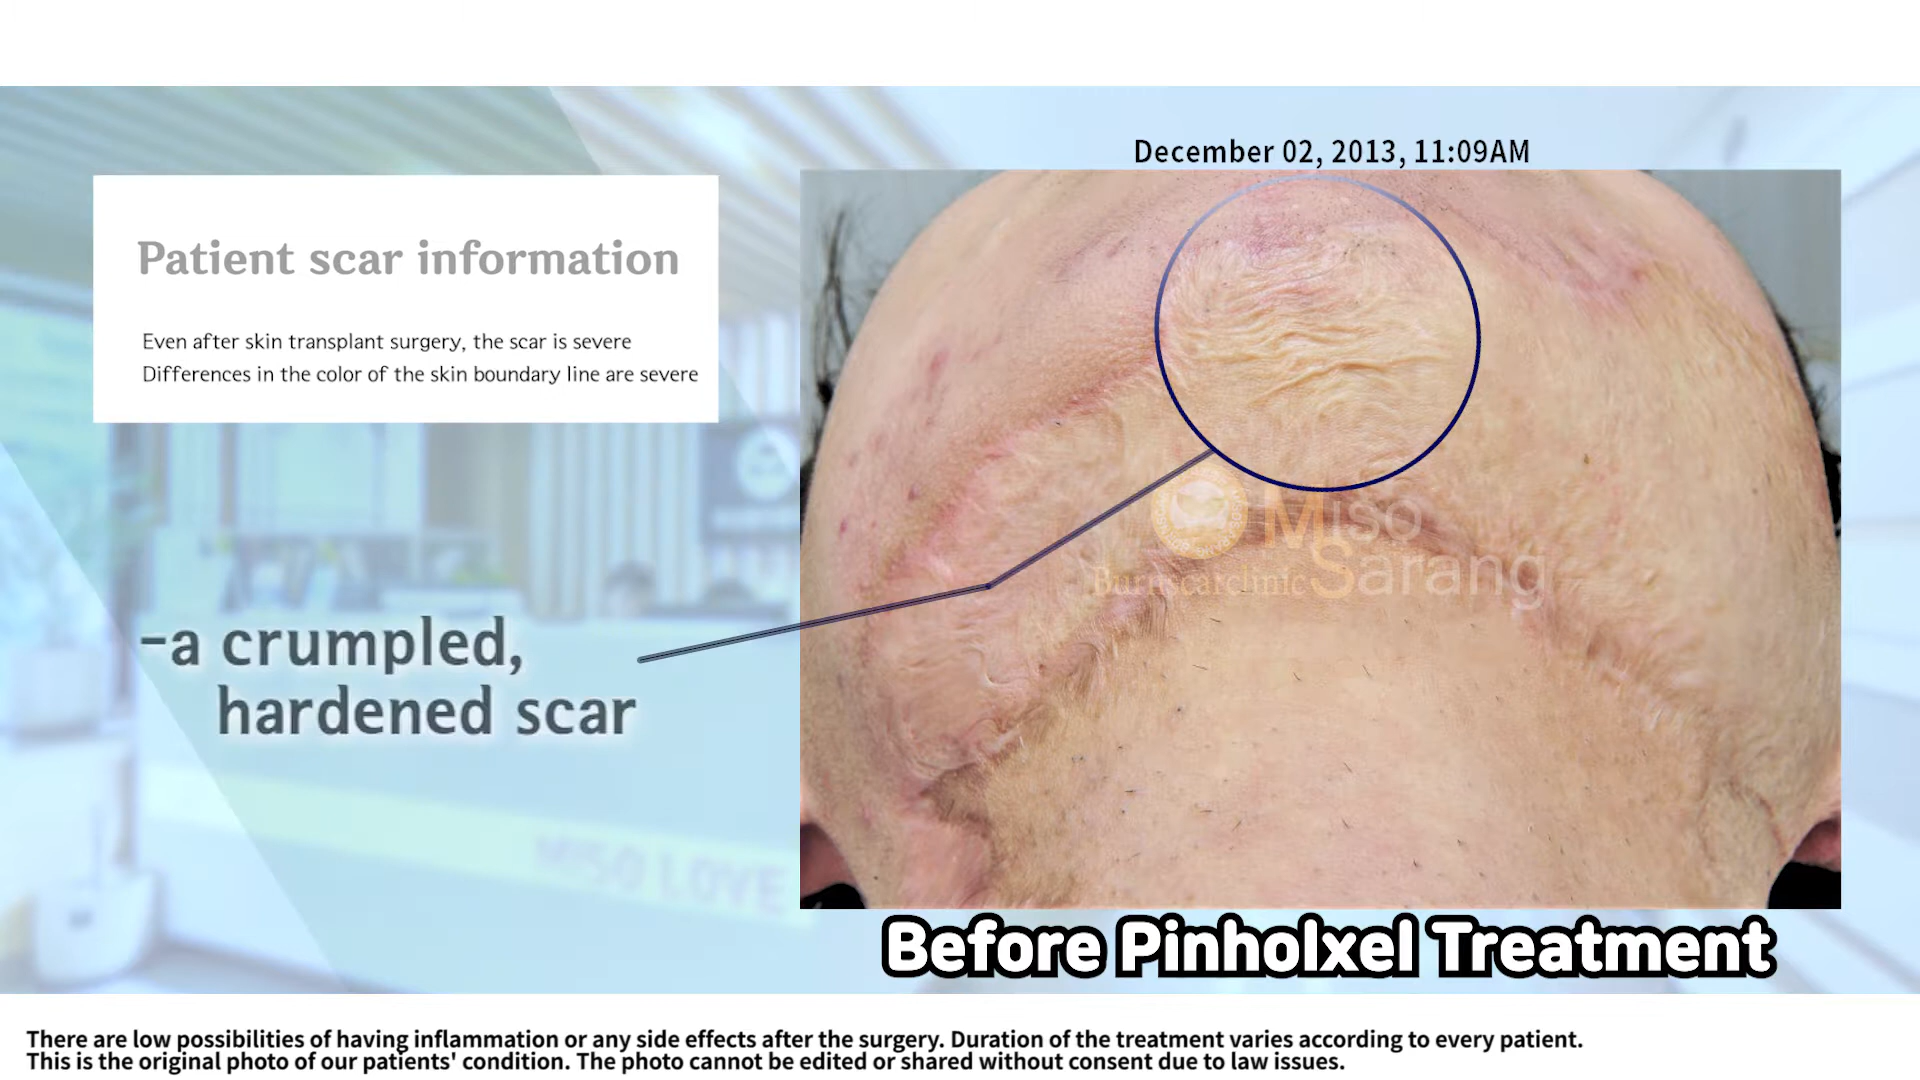 December 02, 2013, 11:09AM
Patient scar information
Even after skin transplant surgery, the scar is severe
Differences in the color of the skin boundary line are severe
-a crumpled,
hardened scar
Miso
Burnscarclinic Sarang
MISO LOVE
Before Pinholxel Treatment
There are low possibilities of having inflammation or any side effects after the surgery. Duration of the treatment varies according to every patient.
This is the original photo of our patients' condition. The photo cannot be edited or shared without consent due to law issues.